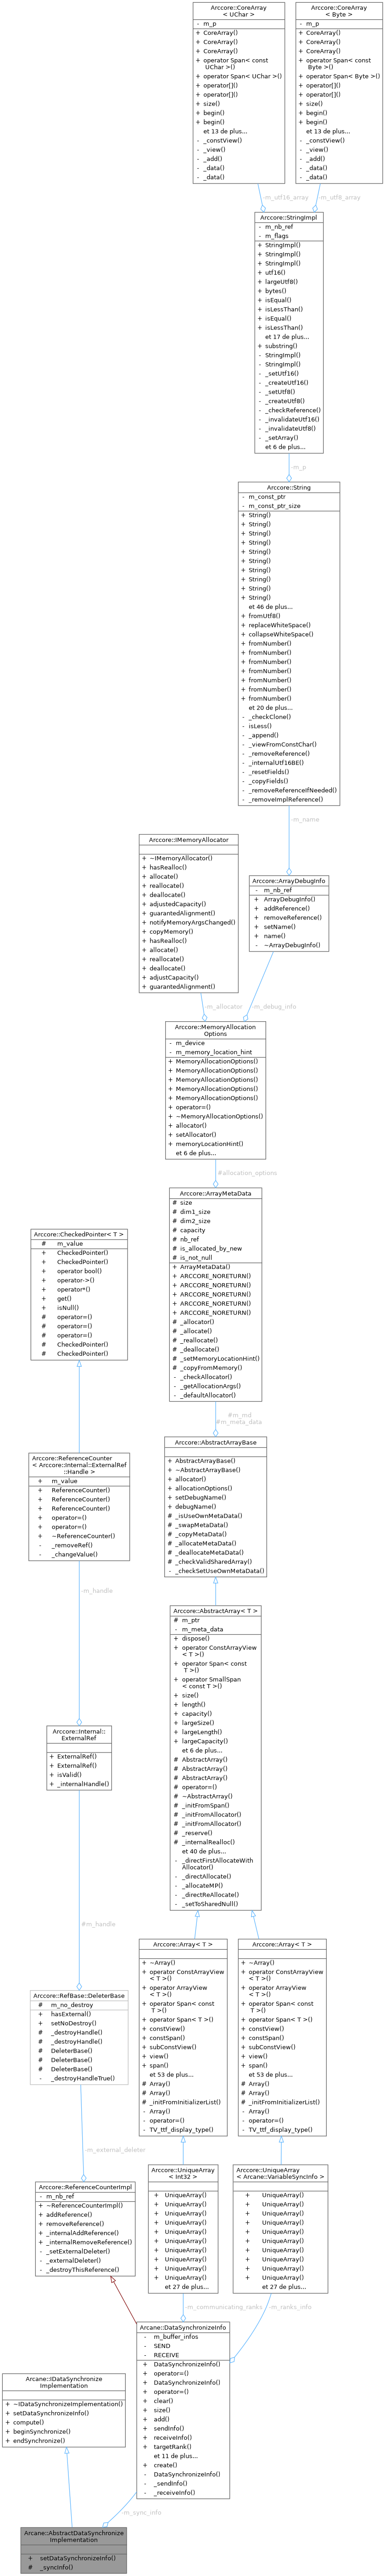 Arccore::CoreArray
< UChar >
- m_p
+ CoreArray()
+ CoreArray()
+ CoreArray()
+ operator Span< const
UChar >()
+ operator Span< UChar >()
+ operator[]()
+ operator[]()
+ size()
+ begin()
+ begin()
et 13 de plus...
- _constView()
- _view()
- _add()
- _data()
- _data()
Arccore::CoreArray
< Byte >
- m_p
+ CoreArray()
+ CoreArray()
+ CoreArray()
+ operator Span< const
Byte >()
+ operator Span< Byte >()
+ operator[]()
+ operator[]()
+ size()
+ begin()
+ begin()
et 13 de plus...
- _constView()
- _view()
- _add()
- _data()
- _data()
-m_utf16_array
-m_utf8_array
Arccore::StringImpl
- m_nb_ref
- m_flags
+ StringImpl()
+ StringImpl()
+ StringImpl()
+ utf16()
+ largeUtf8()
+ bytes()
+ isEqual()
+ isLessThan()
+ isEqual()
+ isLessThan()
et 17 de plus...
+ substring()
- StringImpl()
- StringImpl()
- _setUtf16()
- _createUtf16()
- _setUtf8()
- _createUtf8()
- _checkReference()
- _invalidateUtf16()
- _invalidateUtf8()
- _setArray()
et 6 de plus...
-m_p
Arccore::String
- m_const_ptr
- m_const_ptr_size
+ String()
+ String()
+ String()
+ String()
+ String()
+ String()
+ String()
+ String()
+ String()
+ String()
et 46 de plus...
+ fromUtf8()
+ replaceWhiteSpace()
+ collapseWhiteSpace()
+ fromNumber()
+ fromNumber()
+ fromNumber()
+ fromNumber()
+ fromNumber()
+ fromNumber()
+ fromNumber()
et 20 de plus...
- _checkClone()
- isLess()
- _append()
- _viewFromConstChar()
- _removeReference()
- _internalUtf16BE()
- _resetFields()
- _copyFields()
- _removeReferenceIfNeeded()
- _removeImplReference()
-m_name
Arccore::IMemoryAllocator
+ ~IMemoryAllocator()
+ hasRealloc()
+ allocate()
+ reallocate()
+ deallocate()
+ adjustedCapacity()
+ guarantedAlignment()
+ notifyMemoryArgsChanged()
+ copyMemory()
+ hasRealloc()
+ allocate()
+ reallocate()
+ deallocate()
+ adjustCapacity()
+ guarantedAlignment()
Arccore::ArrayDebugInfo
- m_nb_ref
+ ArrayDebugInfo()
+ addReference()
+ removeReference()
+ setName()
+ name()
- ~ArrayDebugInfo()
-m_allocator
-m_debug_info
Arccore::MemoryAllocation
Options
- m_device
- m_memory_location_hint
+ MemoryAllocationOptions()
+ MemoryAllocationOptions()
+ MemoryAllocationOptions()
+ MemoryAllocationOptions()
+ MemoryAllocationOptions()
+ operator=()
+ ~MemoryAllocationOptions()
+ allocator()
+ setAllocator()
+ memoryLocationHint()
et 6 de plus...
#allocation_options
Arccore::ArrayMetaData
# size
# dim1_size
# dim2_size
# capacity
# nb_ref
# is_allocated_by_new
# is_not_null
+ ArrayMetaData()
+ ARCCORE_NORETURN()
+ ARCCORE_NORETURN()
+ ARCCORE_NORETURN()
+ ARCCORE_NORETURN()
+ ARCCORE_NORETURN()
# _allocator()
# _allocate()
# _reallocate()
# _deallocate()
# _setMemoryLocationHint()
# _copyFromMemory()
- _checkAllocator()
- _getAllocationArgs()
- _defaultAllocator()
#m_md
#m_meta_data
Arccore::CheckedPointer< T >
# m_value
+ CheckedPointer()
+ CheckedPointer()
+ operator bool()
+ operator->()
+ operator*()
+ get()
+ isNull()
# operator=()
# operator=()
# operator=()
# CheckedPointer()
# CheckedPointer()
Arccore::ReferenceCounter
< Arccore::Internal::ExternalRef
::Handle >
+ m_value
+ ReferenceCounter()
+ ReferenceCounter()
+ ReferenceCounter()
+ operator=()
+ operator=()
+ ~ReferenceCounter()
- _removeRef()
- _changeValue()
-m_handle
Arccore::AbstractArrayBase
+ AbstractArrayBase()
+ ~AbstractArrayBase()
+ allocator()
+ allocationOptions()
+ setDebugName()
+ debugName()
# _isUseOwnMetaData()
# _swapMetaData()
# _copyMetaData()
# _allocateMetaData()
# _deallocateMetaData()
# _checkValidSharedArray()
- _checkSetUseOwnMetaData()
Arccore::AbstractArray< T >
# m_ptr
- m_meta_data
+ dispose()
+ operator ConstArrayView
< T >()
+ operator Span< const
T >()
+ operator SmallSpan
< const T >()
+ size()
+ length()
+ capacity()
+ largeSize()
+ largeLength()
+ largeCapacity()
et 6 de plus...
# AbstractArray()
# AbstractArray()
# AbstractArray()
# operator=()
# ~AbstractArray()
# _initFromSpan()
# _initFromAllocator()
# _initFromAllocator()
# _reserve()
# _internalRealloc()
et 40 de plus...
- _directFirstAllocateWith
Allocator()
- _directAllocate()
- _allocateMP()
- _directReAllocate()
- _setToSharedNull()
Arccore::Internal::
ExternalRef
+ ExternalRef()
+ ExternalRef()
+ isValid()
+ _internalHandle()
#m_handle
Arccore::RefBase::DeleterBase
# m_no_destroy
+ hasExternal()
+ setNoDestroy()
# _destroyHandle()
# _destroyHandle()
# DeleterBase()
# DeleterBase()
# DeleterBase()
- _destroyHandleTrue()
Arccore::Array< T >
+ ~Array()
+ operator ConstArrayView
< T >()
+ operator ArrayView
< T >()
+ operator Span< const
T >()
+ operator Span< T >()
+ constView()
+ constSpan()
+ subConstView()
+ view()
+ span()
et 53 de plus...
# Array()
# Array()
# _initFromInitializerList()
- Array()
- operator=()
- TV_ttf_display_type()
Arccore::Array< T >
+ ~Array()
+ operator ConstArrayView
< T >()
+ operator ArrayView
< T >()
+ operator Span< const
T >()
+ operator Span< T >()
+ constView()
+ constSpan()
+ subConstView()
+ view()
+ span()
et 53 de plus...
# Array()
# Array()
# _initFromInitializerList()
- Array()
- operator=()
- TV_ttf_display_type()
-m_external_deleter
Arccore::ReferenceCounterImpl
- m_nb_ref
+ ~ReferenceCounterImpl()
+ addReference()
+ removeReference()
+ _internalAddReference()
+ _internalRemoveReference()
- _setExternalDeleter()
- _externalDeleter()
- _destroyThisReference()
Arccore::UniqueArray
< Int32 >
+ UniqueArray()
+ UniqueArray()
+ UniqueArray()
+ UniqueArray()
+ UniqueArray()
+ UniqueArray()
+ UniqueArray()
+ UniqueArray()
+ UniqueArray()
+ UniqueArray()
et 27 de plus...
Arccore::UniqueArray
< Arcane::VariableSyncInfo >
+ UniqueArray()
+ UniqueArray()
+ UniqueArray()
+ UniqueArray()
+ UniqueArray()
+ UniqueArray()
+ UniqueArray()
+ UniqueArray()
+ UniqueArray()
+ UniqueArray()
et 27 de plus...
-m_communicating_ranks
-m_ranks_info
Arcane::DataSynchronizeInfo
- m_buffer_infos
- SEND
- RECEIVE
+ DataSynchronizeInfo()
+ operator=()
+ DataSynchronizeInfo()
+ operator=()
+ clear()
+ size()
+ add()
+ sendInfo()
+ receiveInfo()
+ targetRank()
et 11 de plus...
+ create()
- DataSynchronizeInfo()
- _sendInfo()
- _receiveInfo()
Arcane::IDataSynchronize
Implementation
+ ~IDataSynchronizeImplementation()
+ setDataSynchronizeInfo()
+ compute()
+ beginSynchronize()
+ endSynchronize()
-m_sync_info
Arcane::AbstractDataSynchronize
Implementation
+ setDataSynchronizeInfo()
# _syncInfo()